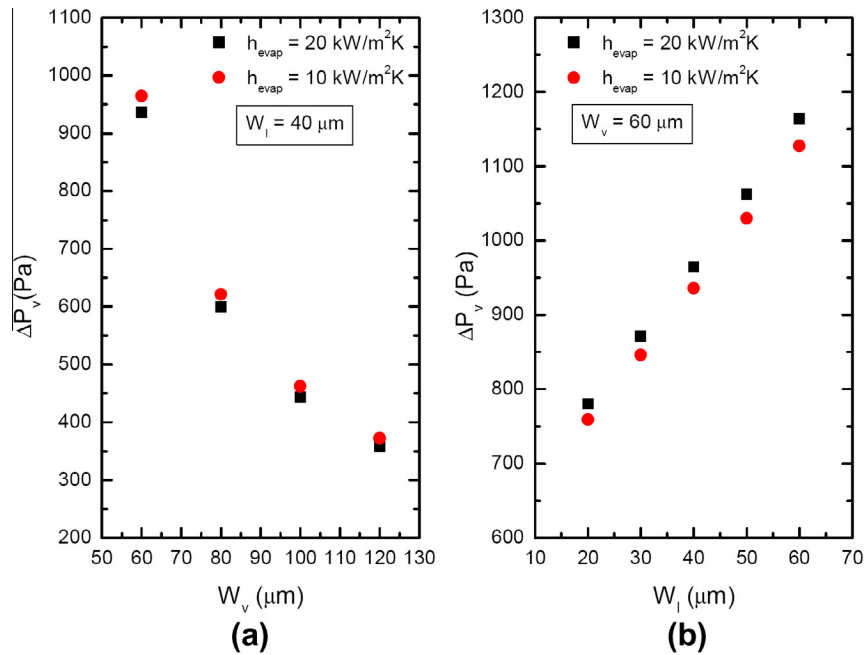 1100
1000
900
800
700
600
500
400
300
200
ΔP_v(Pa)
h_evap = 20 kW/m²K
h_evap = 10 kW/m²K
W_l = 40 μm
50 60 70 80 90 100 110 120 130
W_v (μm)
(a)
1300
1200
1100
1000
900
800
700
600
ΔP_v (Pa)
h_evap = 20 kW/m²K
h_evap = 10 kW/m²K
W_v = 60 μm
10 20 30 40 50 60 70
W_l (μm)
(b)